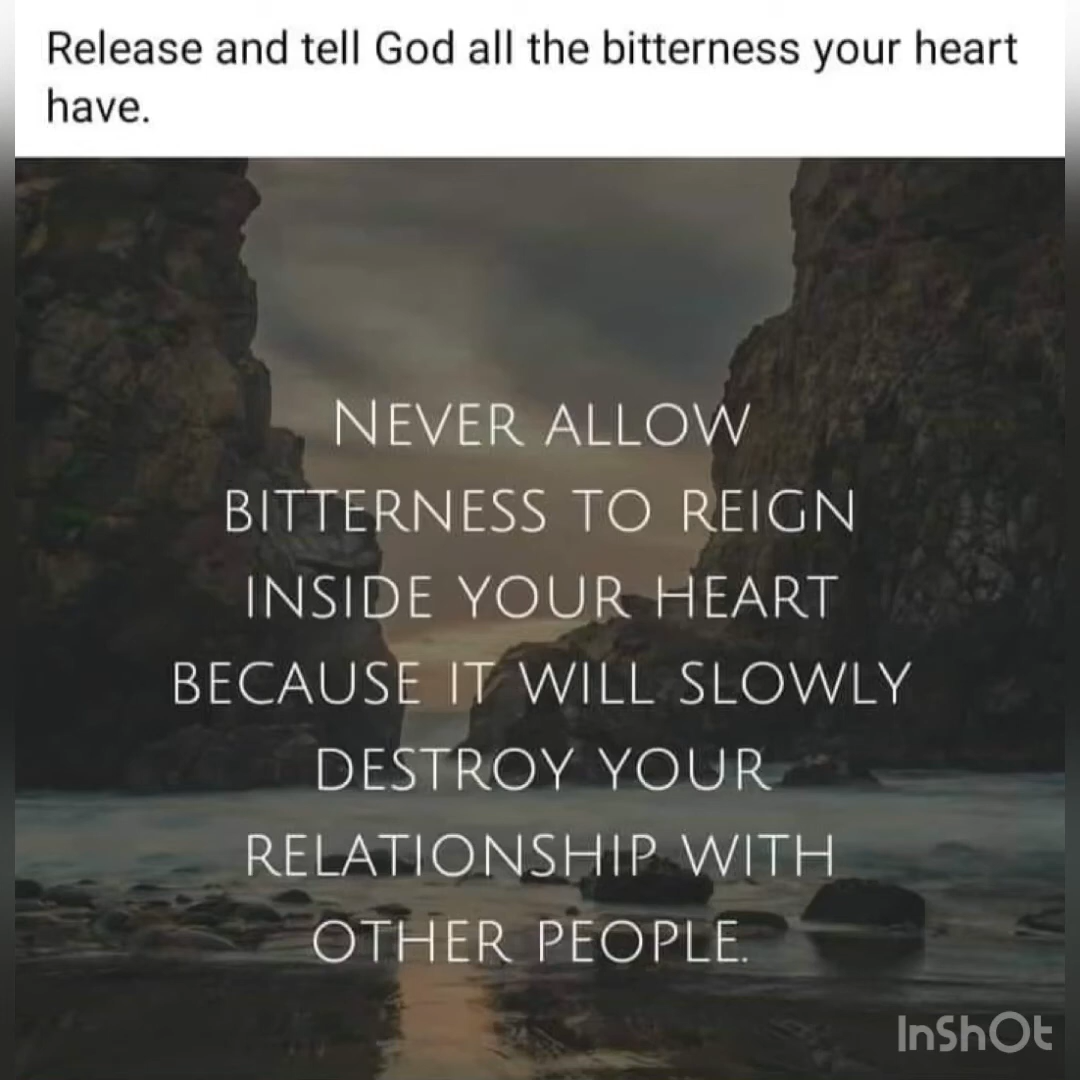 Release and tell God all the bitterness your heart
have.
NEVER ALLOW
BITTERNESS TO REIGN
INSIDE YOUR HEART
BECAUSE IT WILL SLOWLY
DESTROY YOUR
RELATIONSHIP WITH
OTHER PEOPLE.
InShOt